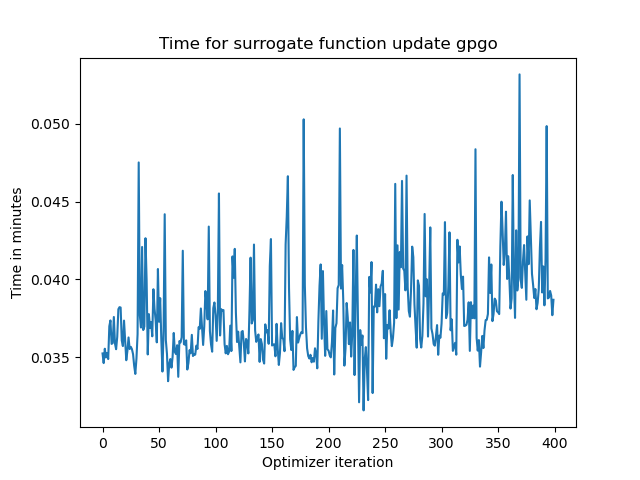 Time for surrogate function update gpgo
0.050
0.045
0.040
0.035
Time in minutes
0 50 100 150 200 250 300 350 400
Optimizer iteration